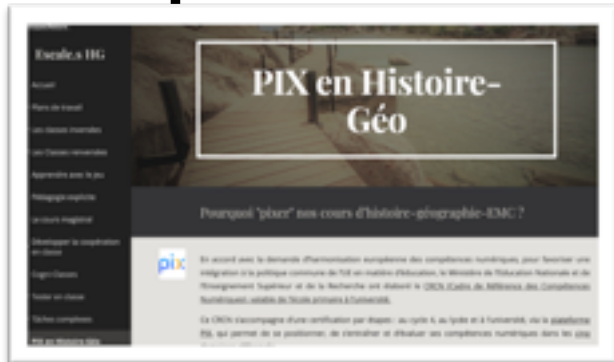 Escale.s HG
Accueil
Plans de travail
Les classes inversées
Les Classes renversées
Apprendre avec le jeu
Pédagogie explicite
Le cours magistral
Développer la coopération
en classe
Cogni Classes
Tester en classe
Tâches complexes
PIX en Histoire Géo
PIX en Histoire-
Géo
Pourquoi "pixer" nos cours d'histoire-géographie-EMC ?
pix
En accord avec la demande d'harmonisation européenne des compétences numériques, pour favoriser une
intégration à la politique commune de l'UE en matière d'éducation, le Ministère de l'Education Nationale et de
l'Enseignement Supérieur et de la Recherche ont élaboré le CRCN (Cadre de Référence des Compétences
Numériques), valable de l'école primaire à l'université.
Ce CRCN s'accompagne d'une certification par étapes : au cycle 4, au lycée et à l'université, via la plateforme
PIX, qui permet de se positionner, de s'entraîner et d'évaluer ses compétences numériques dans les cinq